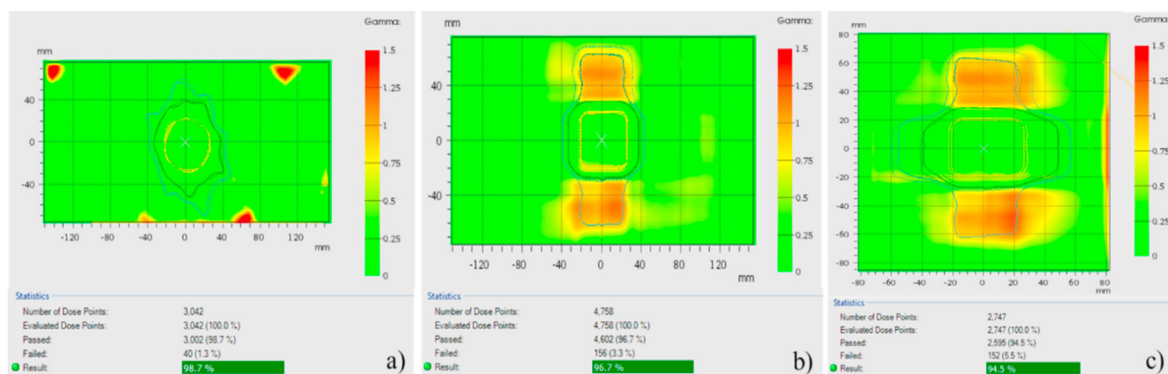 Gamma:
mm
1.5
40
1
0
0.75
-40
0.5
0.25
0
-120 -80 -40 0 40 80 120
mm
Statistics
Number of Dose Points: 3,042
Evaluated Dose Points: 3,042 (100.0 %)
Passed: 3,002 (98.7 %)
Failed: 40 (1.3 %)
Result: 98.7 %
a)
Gamma:
mm
1.5
40
1
0
0.75
-40
0.5
0.25
0
-120 -80 -40 0 40 80 120
mm
Statistics
Number of Dose Points: 4,758
Evaluated Dose Points: 4,758 (100.0 %)
Passed: 4,602 (96.7 %)
Failed: 156 (3.3 %)
Result: 96.7 %
b)
Gamma:
mm
80
1.5
60
40
1
20
0
0.75
-20
0.5
-40
-60
0.25
-80
0
-80 -60 -40 -20 0 20 40 60 80
mm
Statistics
Number of Dose Points: 2,747
Evaluated Dose Points: 2,747 (100.0 %)
Passed: 2,595 (94.5 %)
Failed: 152 (5.5 %)
Result: 94.5 %
c)